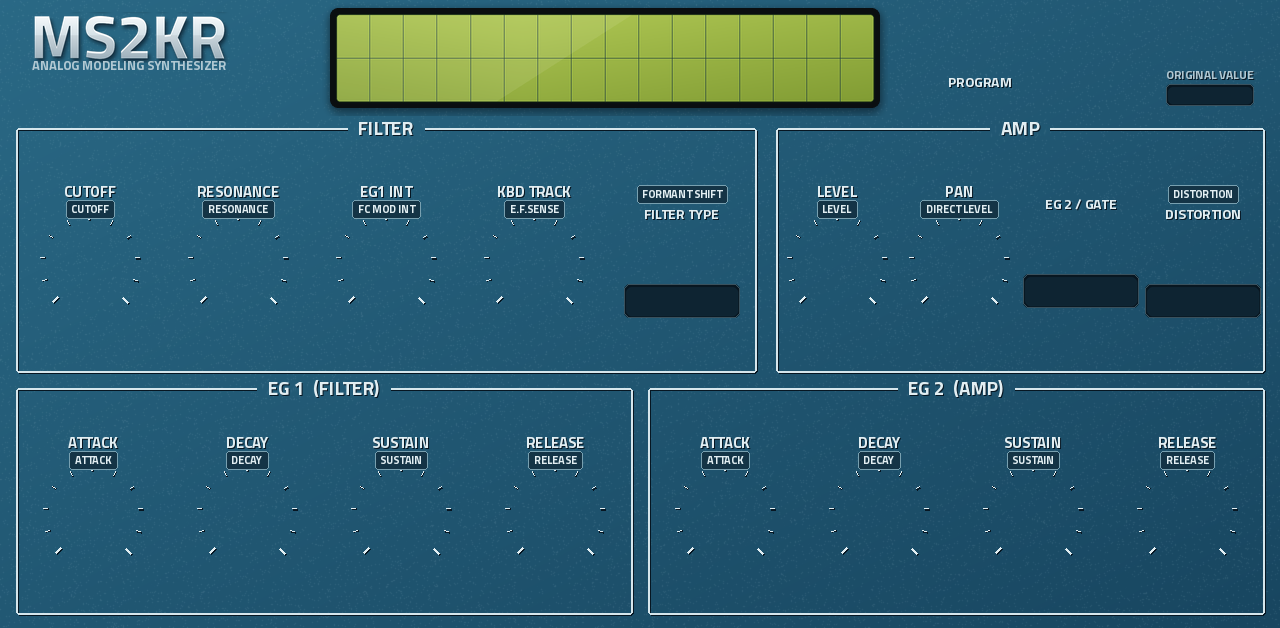 MS2KR
ANALOG MODELING SYNTHESIZER
PROGRAM
ORIGINAL VALUE
FILTER
CUTOFF
CUTOFF
RESONANCE
RESONANCE
EG1 INT
FC MOD INT
KBD TRACK
E.F.SENSE
FORMANT SHIFT
FILTER TYPE
AMP
LEVEL
LEVEL
PAN
DIRECT LEVEL
EG 2 / GATE
DISTORTION
DISTORTION
EG 1 (FILTER)
ATTACK
ATTACK
DECAY
DECAY
SUSTAIN
SUSTAIN
RELEASE
RELEASE
EG 2 (AMP)
ATTACK
ATTACK
DECAY
DECAY
SUSTAIN
SUSTAIN
RELEASE
RELEASE